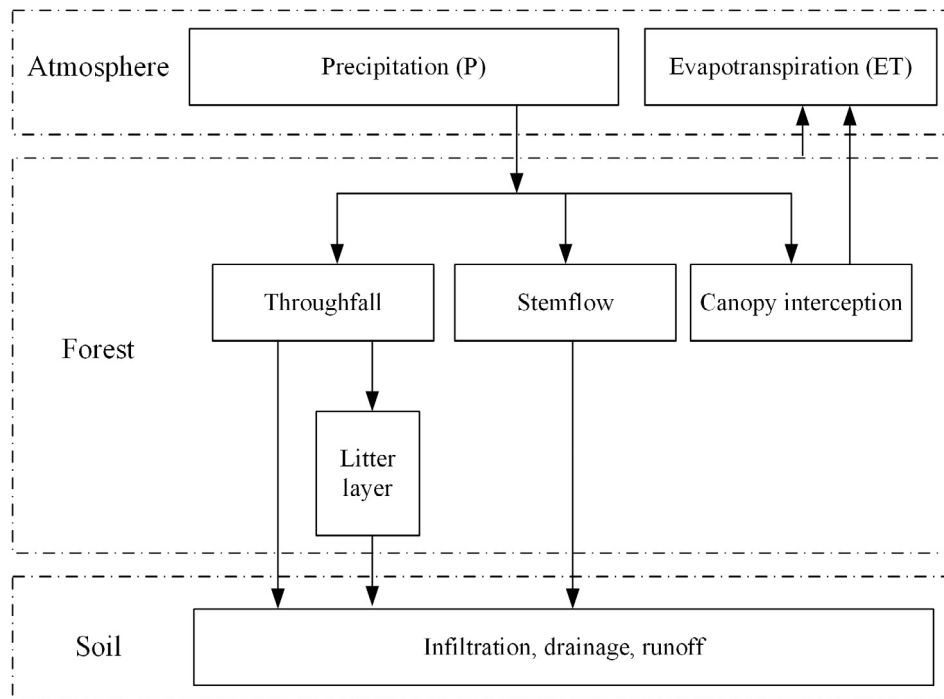 Atmosphere
Precipitation (P)
Evapotranspiration (ET)
Forest
Throughfall
Stemflow
Canopy interception
Litter
layer
Soil
Infiltration, drainage, runoff